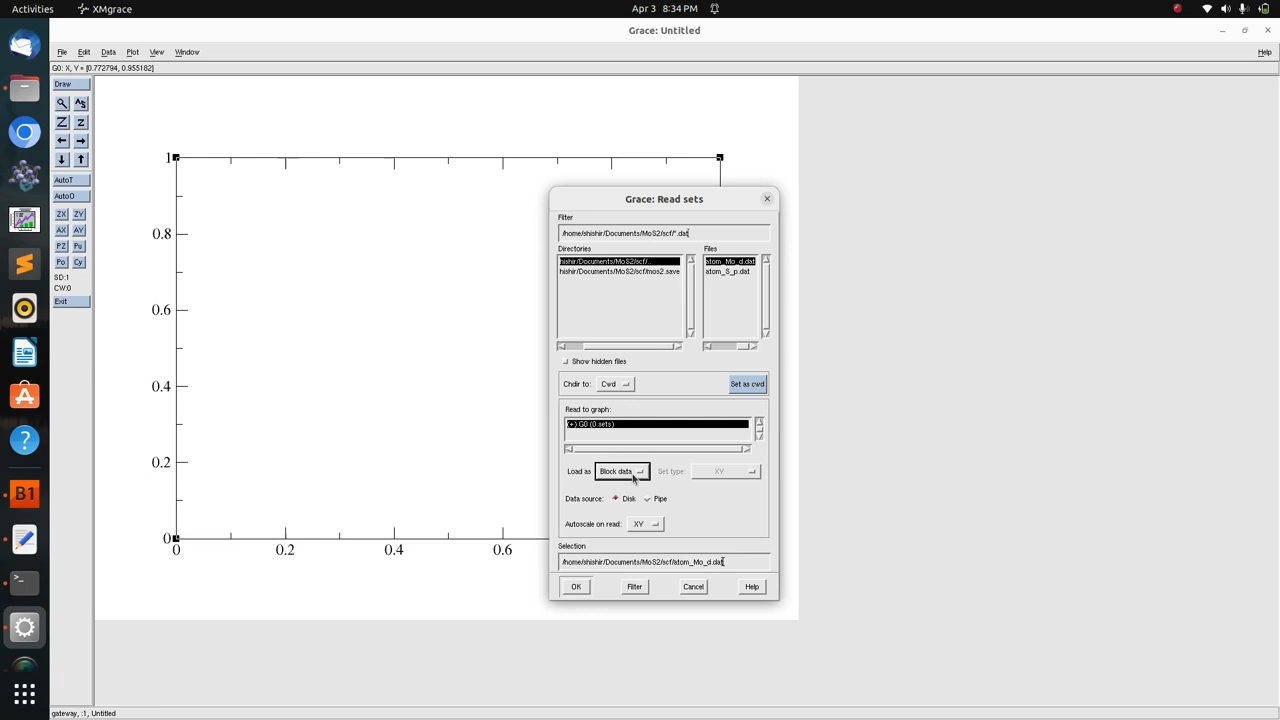 Activities XMgrace Apr 3 8:34 PM
Grace: Untitled
File Edit Data Plot View Window Help
G0: X, Y = [0.772794, 0.955182]
Draw
AS
Z z
AutoT
AutoO
ZX ZY
AX AY
PZ Pu
Po Cy
SD:1
CW:0
Exit
1
0.8
0.6
0.4
0.2
0
0 0.2 0.4 0.6
Grace: Read sets
Filter
/home/shishir/Documents/MoS2/scf/*.dat
Directories Files
hishir/Documents/MoS2/scf/.. atom_Mo_d.dat
hishir/Documents/MoS2/scf/mos2.save atom_S_p.dat
Show hidden files
Chdir to: Cwd Set as cwd
Read to graph:
(+) G0 (0 sets)
Load as Block data Set type: XY
Data source: Disk Pipe
Autoscale on read: XY
Selection
/home/shishir/Documents/MoS2/scf/atom_Mo_d.dat
OK Filter Cancel Help
B1
gateway, :1, Untitled